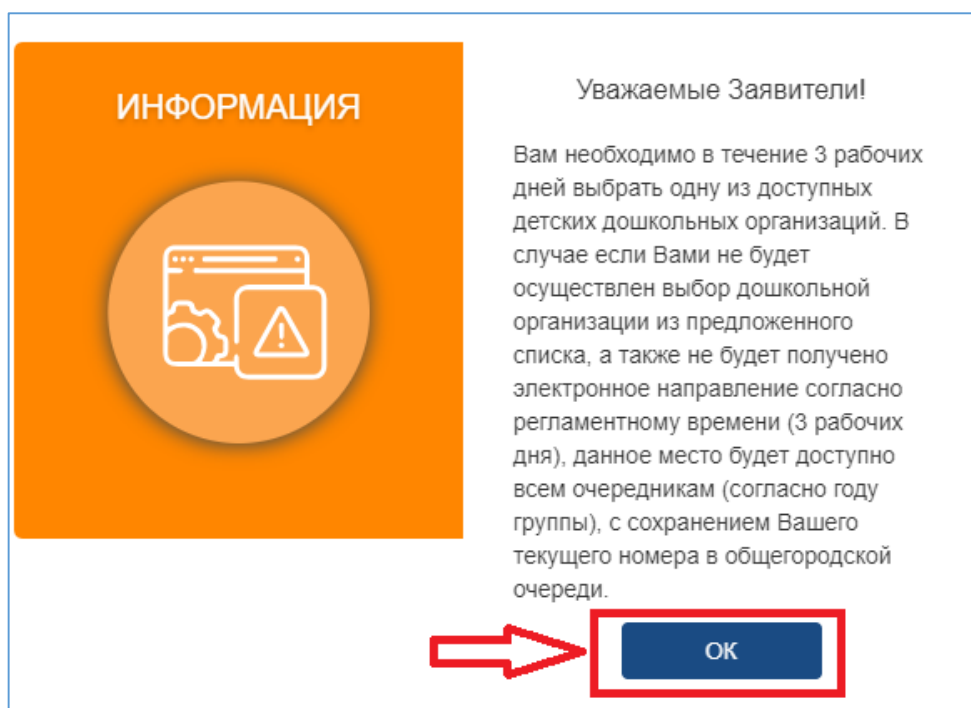 ИНФОРМАЦИЯ
Уважаемые Заявители!
Вам необходимо в течение 3 рабочих
дней выбрать одну из доступных
детских дошкольных организаций. В
случае если Вами не будет
осуществлен выбор дошкольной
организации из предложенного
списка, а также не будет получено
электронное направление согласно
регламентному времени (3 рабочих
дня), данное место будет доступно
всем очередникам (согласно году
группы), с сохранением Вашего
текущего номера в общегородской
очереди.
ОК